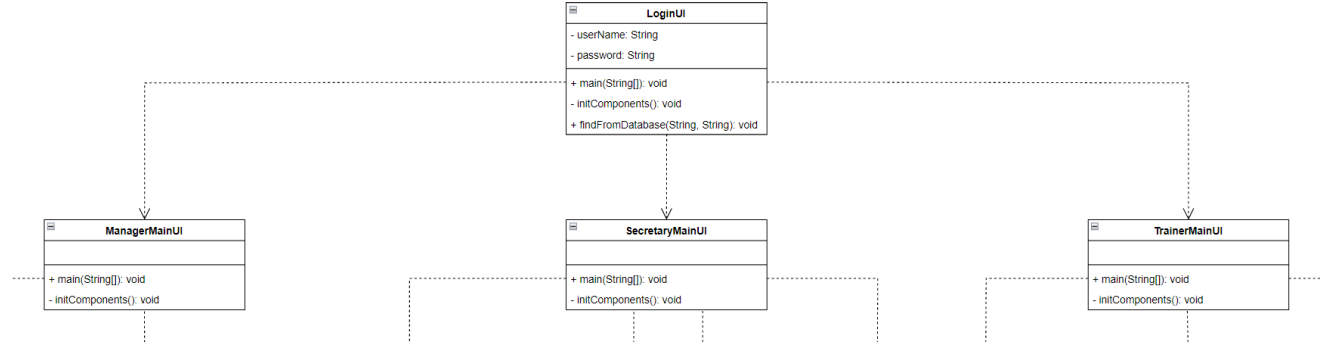 LoginUI
- userName: String
- password: String
+ main(String[]): void
- initComponents(): void
+ findFromDatabase(String, String): void
ManagerMainUI
+ main(String[]): void
- initComponents(): void
SecretaryMainUI
+ main(String[]): void
- initComponents(): void
TrainerMainUI
+ main(String[]): void
- initComponents(): void